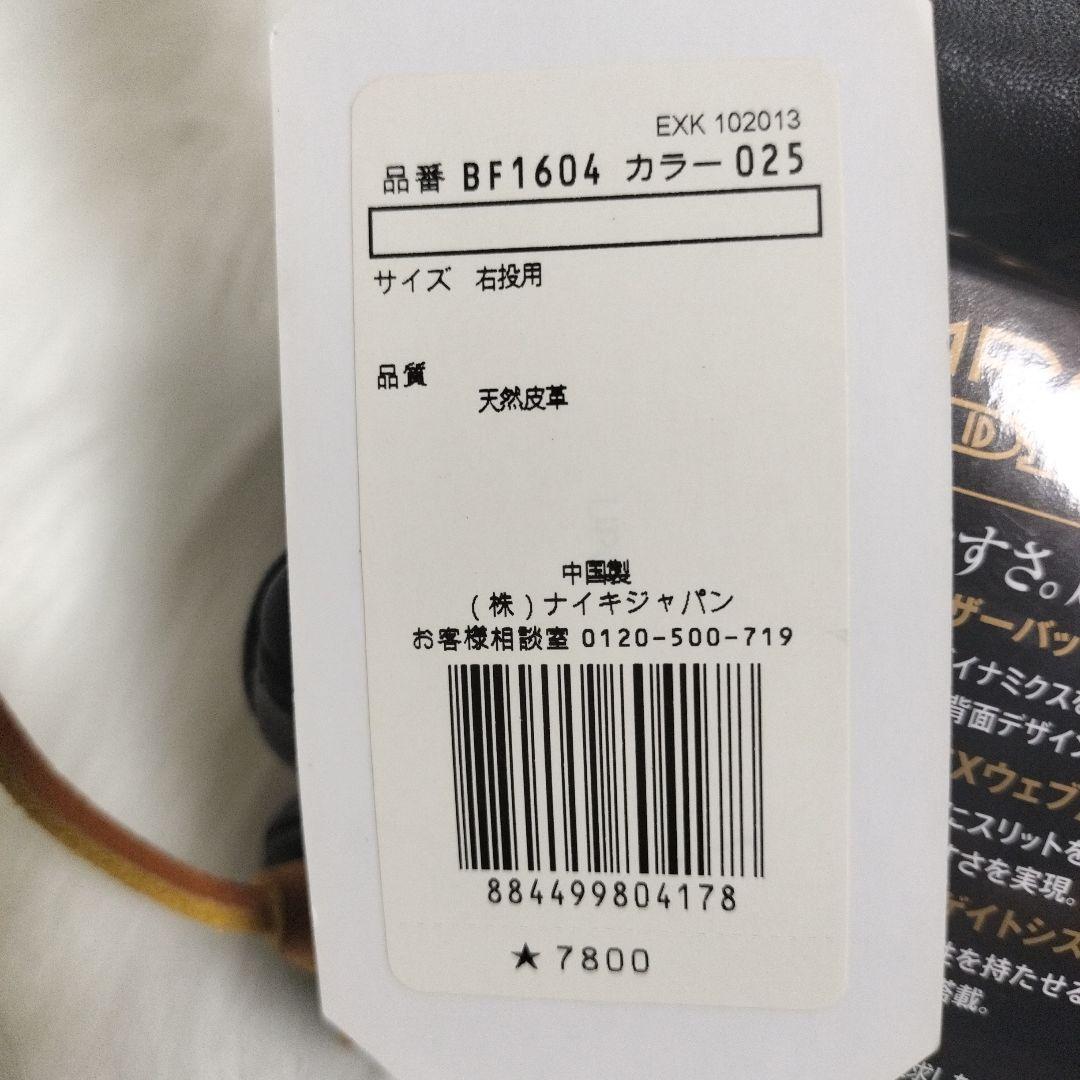 EXK 102013
品番 BF1604 カラー 025
サイズ 右投用
品質
天然皮革
中国製
(株)ナイキジャパン
お客様相談室 0120-500-719
884499804178
★ 7800
すさ。
ザーバッ
イナミクス
背面デザイ
Xウェブ
ニスリットを
すさを実現。
ゲイトシス
を持たせる
搭載。